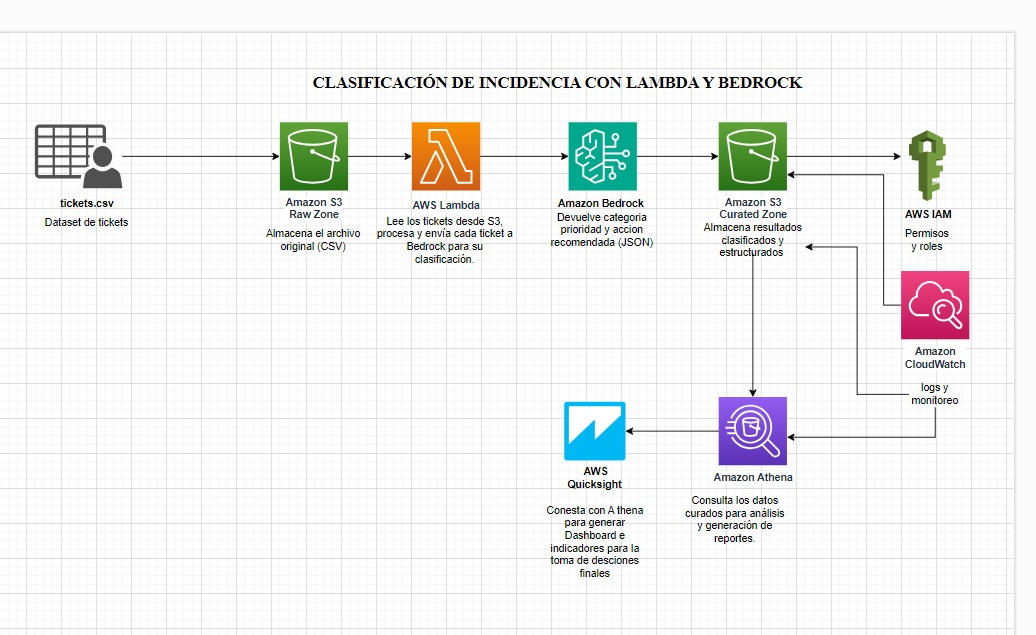 CLASIFICACIÓN DE INCIDENCIA CON LAMBDA Y BEDROCK
tickets.csv
Dataset de tickets
Amazon S3
Raw Zone
Almacena el archivo
original (CSV)
AWS Lambda
Lee los tickets desde S3,
procesa y envía cada ticket a
Bedrock para su
clasificación.
Amazon Bedrock
Devuelve categoria
prioridad y accion
recomendada (JSON)
Amazon S3
Curated Zone
Almacena resultados
clasificados y
estructurados
AWS IAM
Permisos
y roles
Amazon
CloudWatch
logs y
monitoreo
AWS
Quicksight
Conesta con A thena
para generar
Dashboard e
indicadores para la
toma de desciones
finales
Amazon Athena
Consulta los datos
curados para análisis
y generación de
reportes.